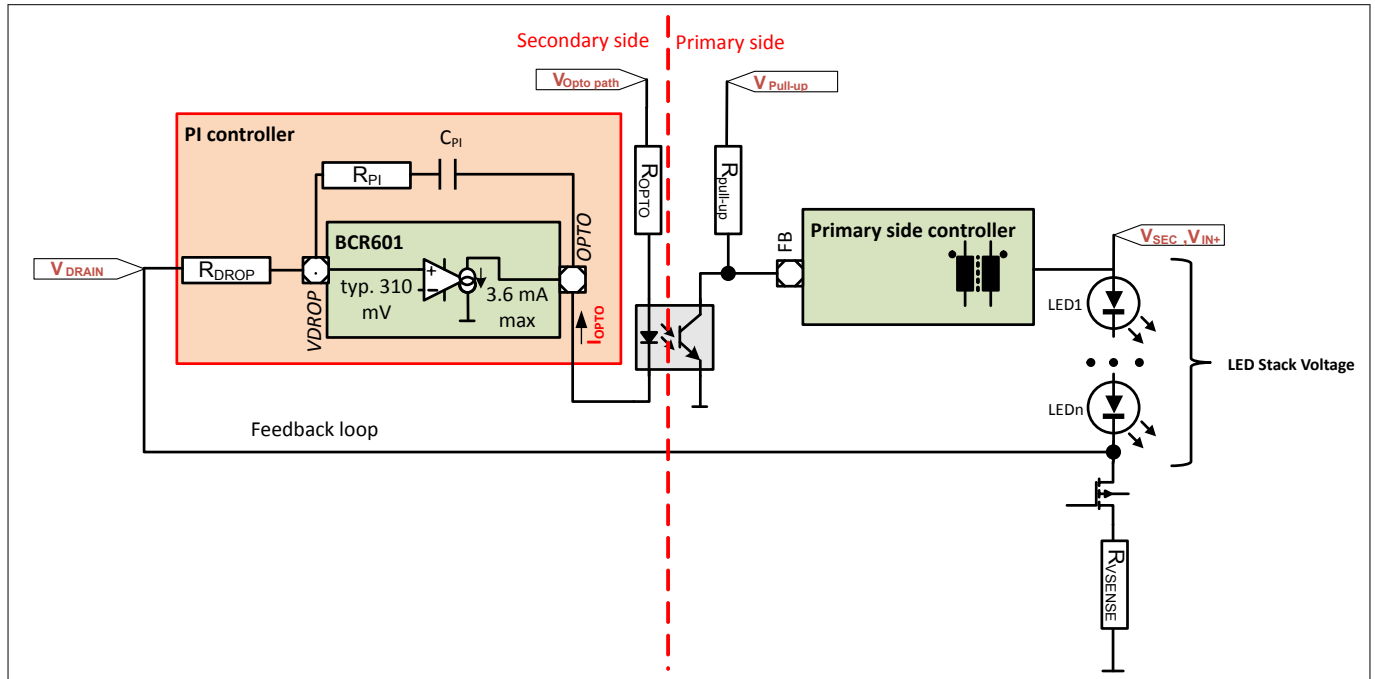 Secondary side
Primary side
VOpto path
V Pull-up
PI controller
CPI
RPI
ROPTO
Rpull-up
BCR601
OPTO
FB
Primary side controller
VSEC ,VIN+
VDRAIN
RDROP
VDROP
+
−
typ. 310
mV
3.6 mA
max
IOPTO
LED1
LED Stack Voltage
LEDn
Feedback loop
RVSENSE